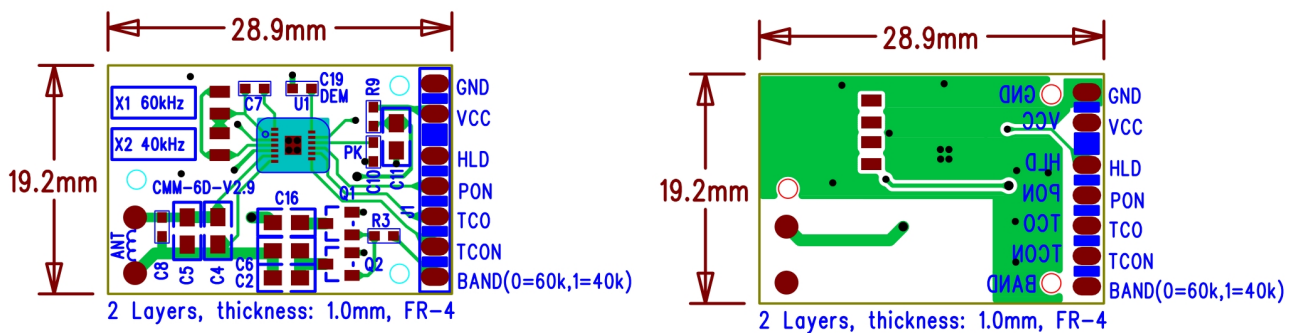 28.9mm
19.2mm
X1 60kHz
X2 40kHz
C7
C19
DEM
U1
R9
PK
C10
C11
CMM-6D-V2.9
Q1
J1
C16
R3
ANT
C8
C5
C4
C6
C2
Q2
GND
VCC
HLD
PON
TCO
TCON
BAND(0=60k,1=40k)
2 Layers, thickness: 1.0mm, FR-4
28.9mm
19.2mm
GND
VCC
HLD
PON
TCO
TCON
BAND
GND
VCC
HLD
PON
TCO
TCON
BAND(0=60k,1=40k)
2 Layers, thickness: 1.0mm, FR-4